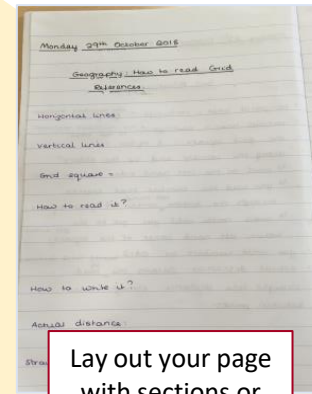 Monday 29th October 2018
Geography: How to read Grid
References.
Horizontal lines
Vertical lines
Grid square =
How to read it?
How to write it?
Actual distance:
Lay out your page
with sections or